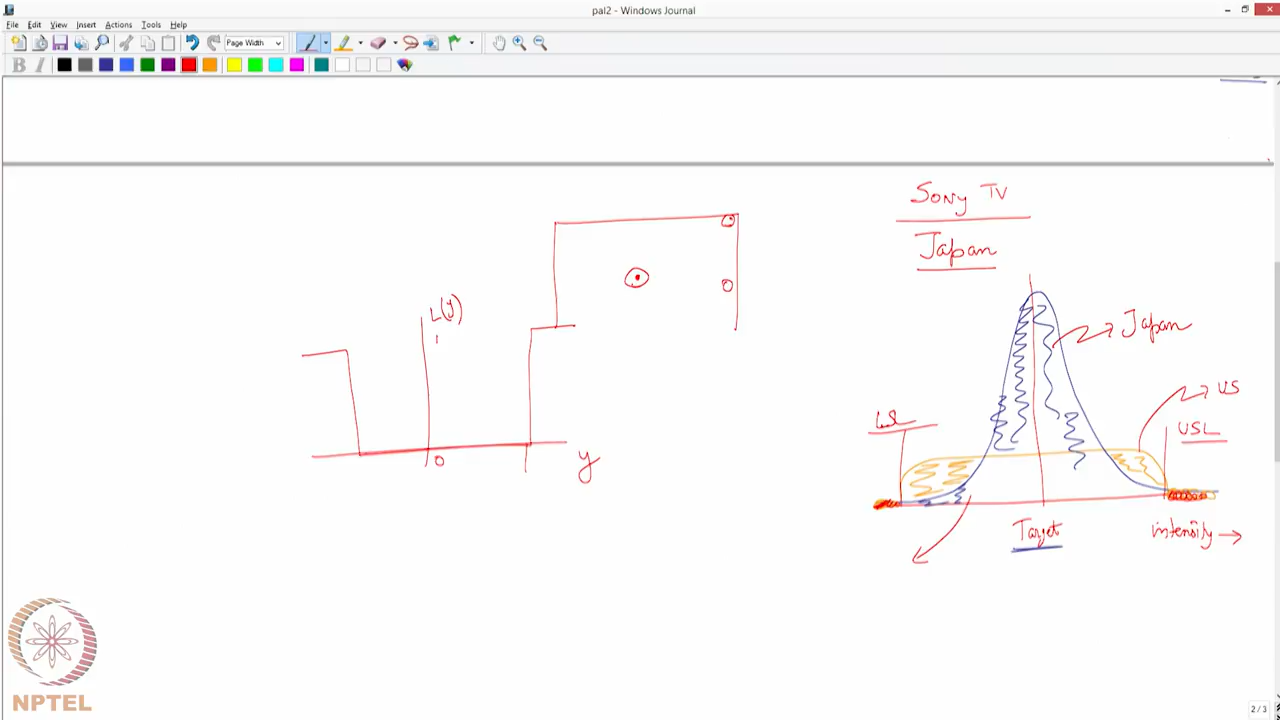 pal2 - Windows Journal
File Edit View Insert Actions Tools Help
Page Width
B I
Sony TV
Japan
L(y)
0
y
Japan
US
LSL
USL
Target
intensity →
NPTEL
2 / 3